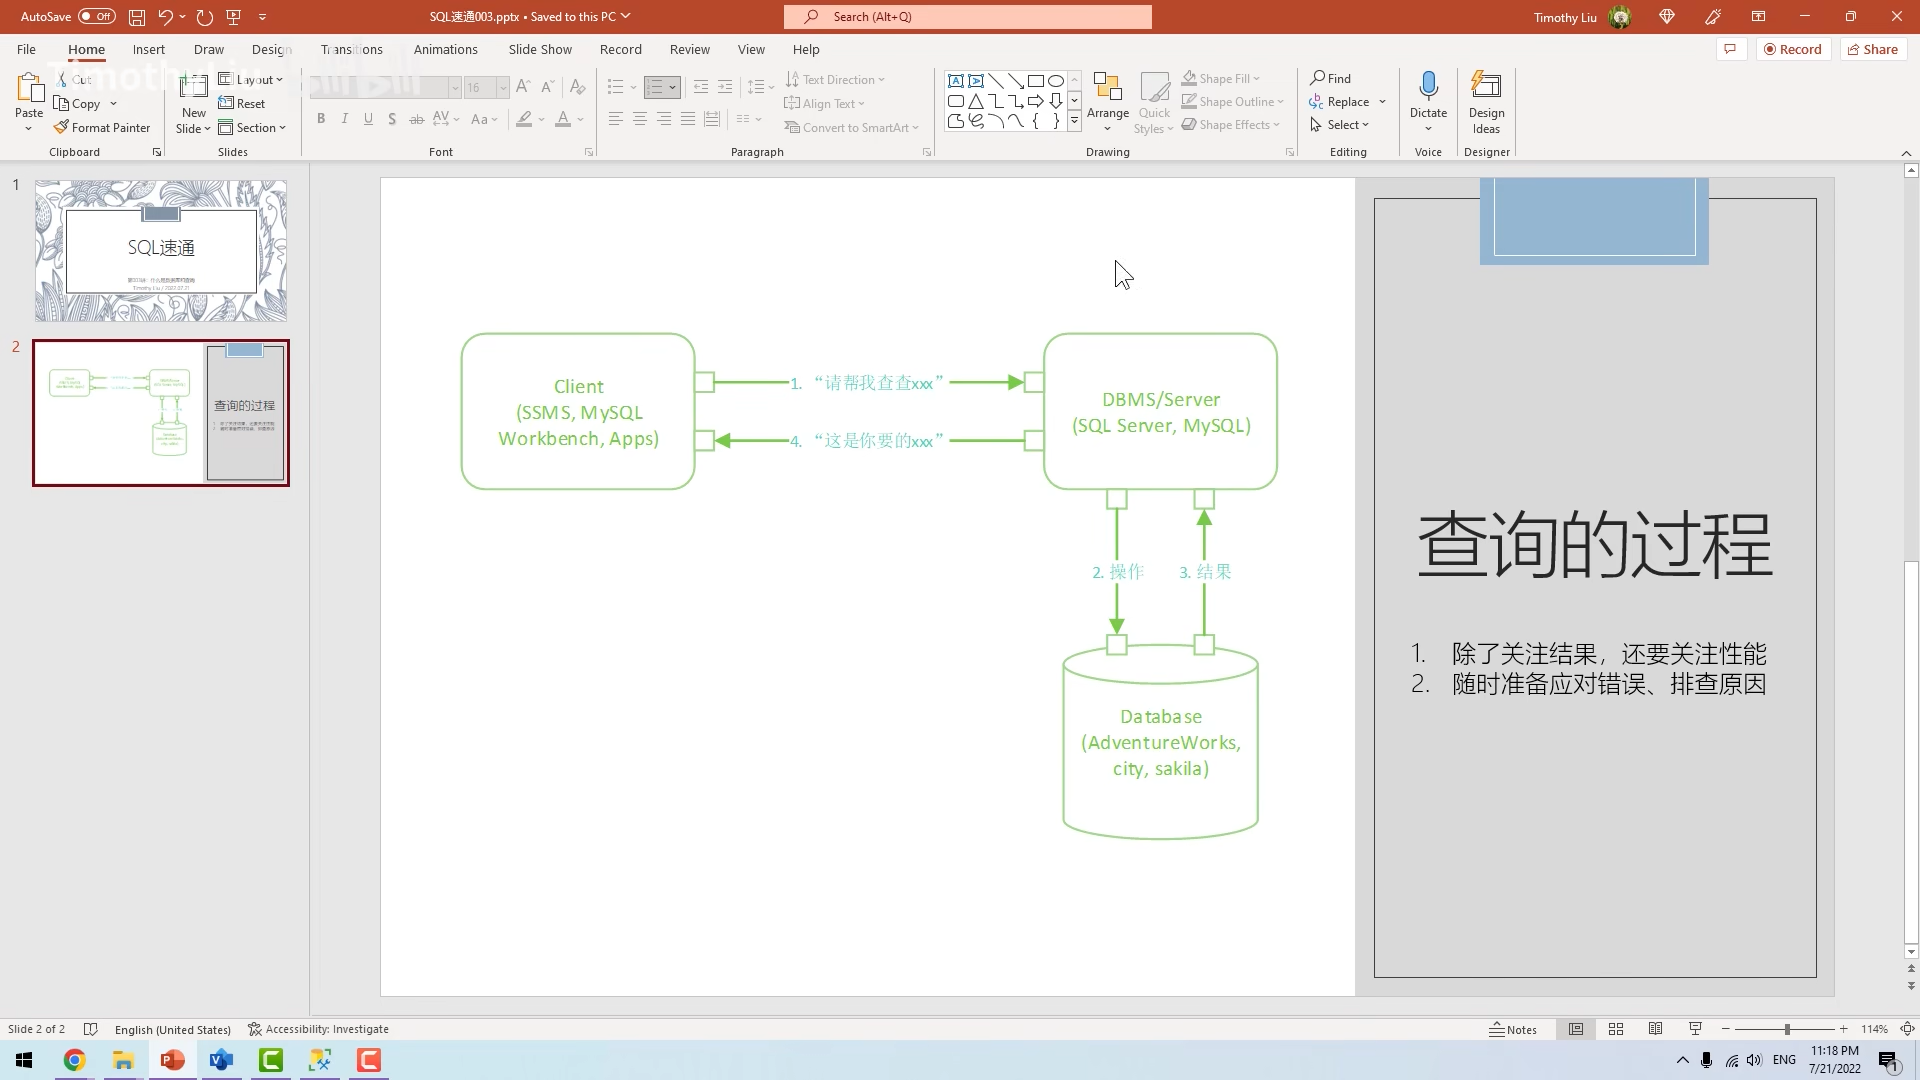 AutoSave Off
SQL速通003.pptx • Saved to this PC
Search (Alt+Q)
Timothy Liu
File Home Insert Draw Design Transitions Animations Slide Show Record Review View Help
Record
Share
TimothyLiu bilibili
Paste
Cut
Copy
Format Painter
Clipboard
New Slide
Layout
Reset
Section
Slides
16
Font
Text Direction
Align Text
Convert to SmartArt
Paragraph
Arrange
Quick Styles
Shape Fill
Shape Outline
Shape Effects
Drawing
Find
Replace
Select
Editing
Dictate
Voice
Design Ideas
Designer
1
SQL速通
Timothy Liu / 2022.07.21
2
查询的过程
Client
(SSMS, MySQL
Workbench, Apps)
1. “请帮我查查xxx”
4. “这是你要的xxx”
DBMS/Server
(SQL Server, MySQL)
2. 操作
3. 结果
Database
(AdventureWorks,
city, sakila)
查询的过程
1. 除了关注结果，还要关注性能
2. 随时准备应对错误、排查原因
Slide 2 of 2
English (United States)
Accessibility: Investigate
Notes
114%
ENG
11:18 PM
7/21/2022
1